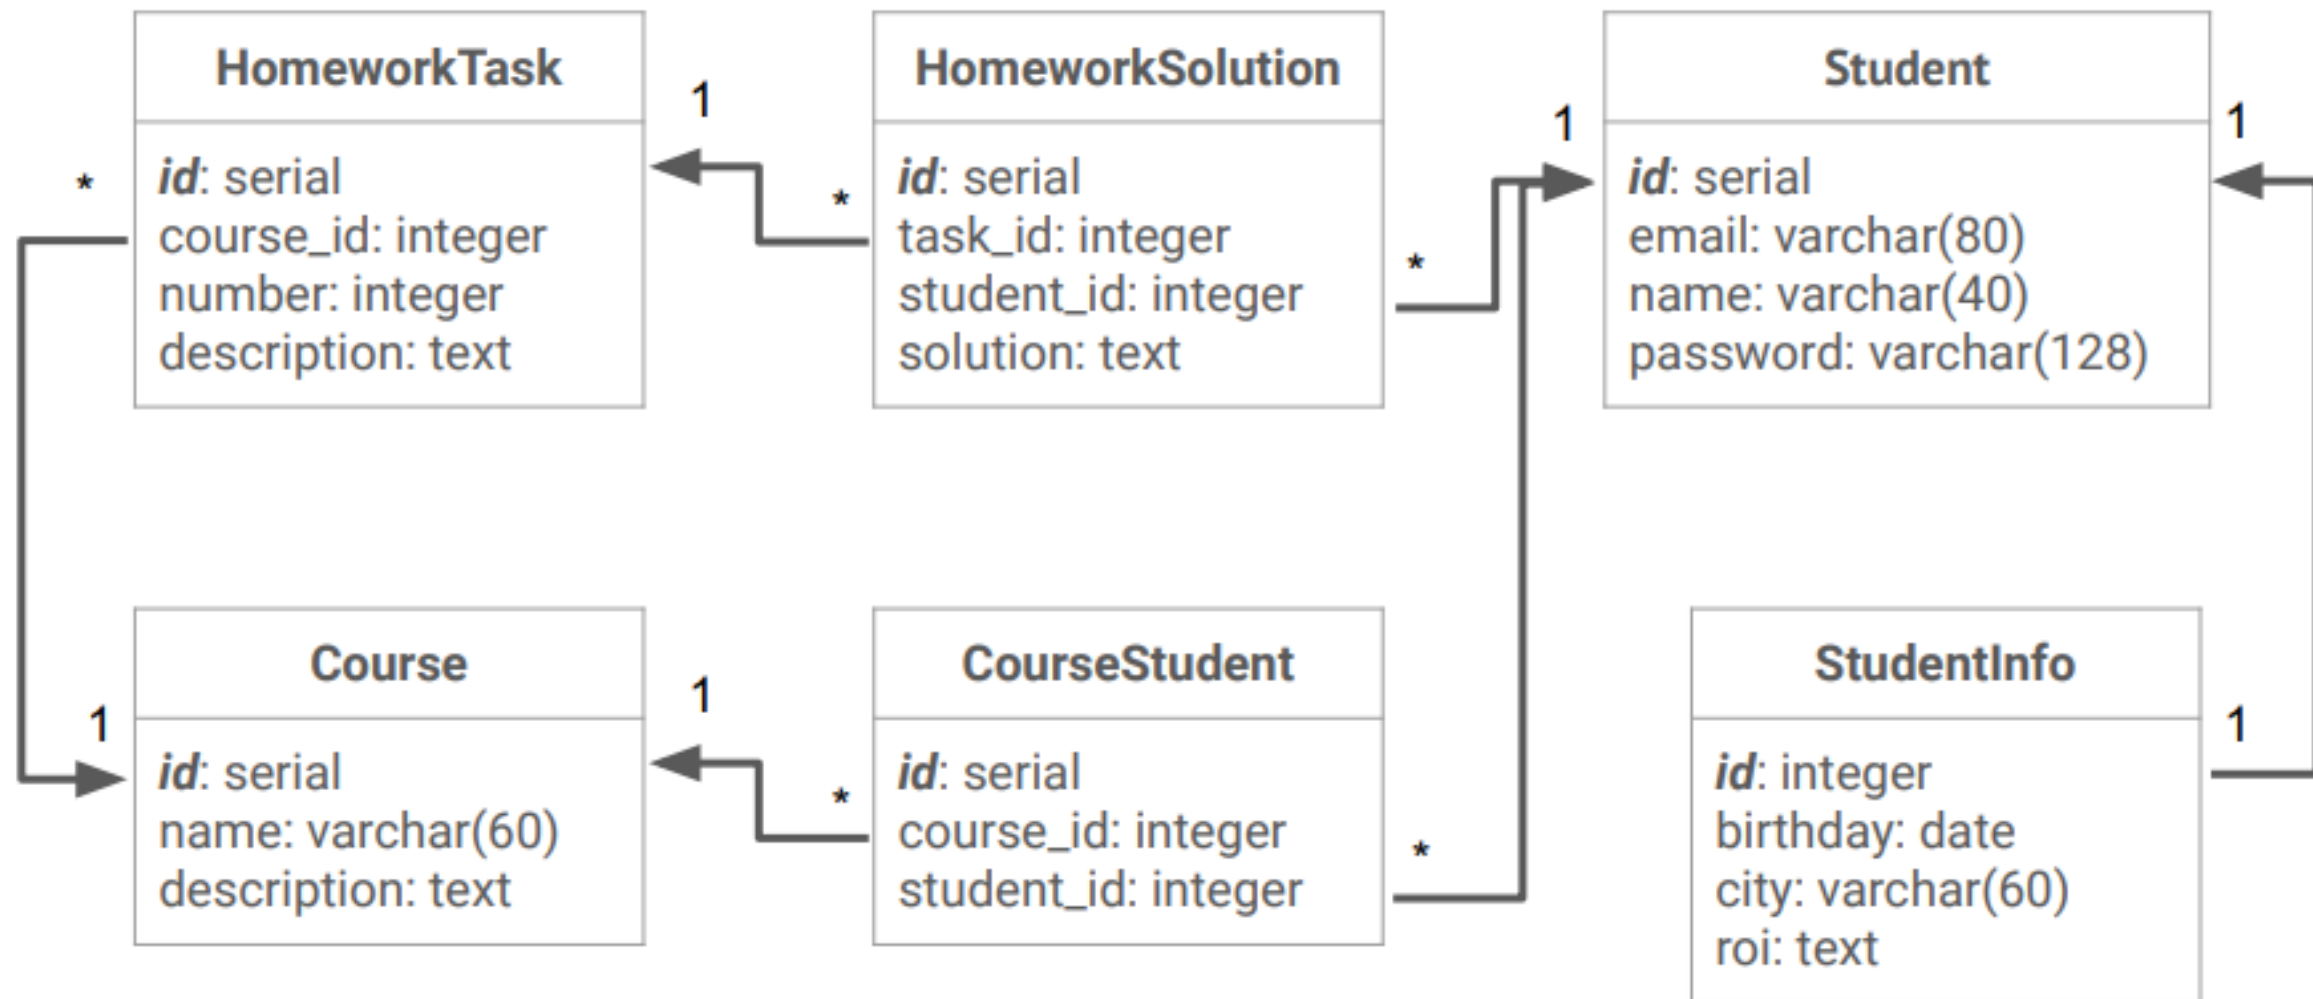 HomeworkTask
1
*
id: serial
course_id: integer
number: integer
description: text
HomeworkSolution
*
id: serial
task_id: integer
student_id: integer
solution: text
*
1
Student
id: serial
email: varchar(80)
name: varchar(40)
password: varchar(128)
1
Course
1
1
id: serial
name: varchar(60)
description: text
CourseStudent
*
id: serial
course_id: integer
student_id: integer
*
StudentInfo
1
id: integer
birthday: date
city: varchar(60)
roi: text